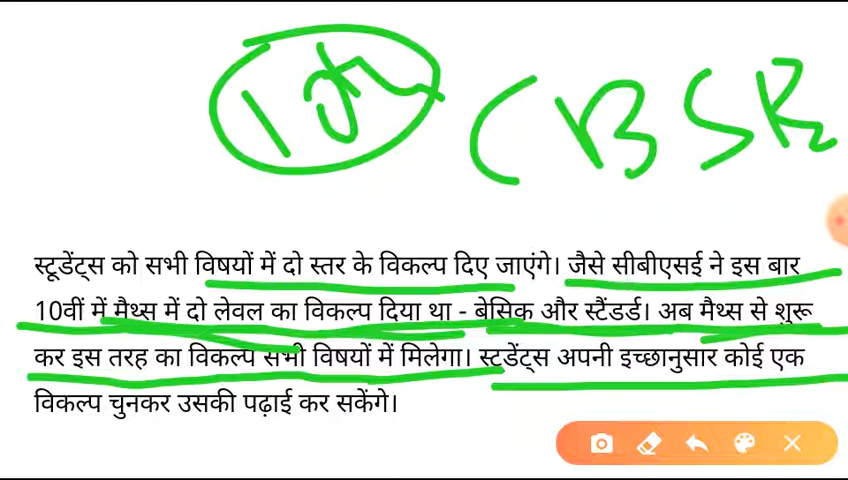 10th CBSE
स्टूडेंट्स को सभी विषयों में दो स्तर के विकल्प दिए जाएंगे। जैसे सीबीएसई ने इस बार
10वीं में मैथ्स में दो लेवल का विकल्प दिया था - बेसिक और स्टैंडर्ड। अब मैथ्स से शुरू
कर इस तरह का विकल्प सभी विषयों में मिलेगा। स्टूडेंट्स अपनी इच्छानुसार कोई एक
विकल्प चुनकर उसकी पढ़ाई कर सकेंगे।